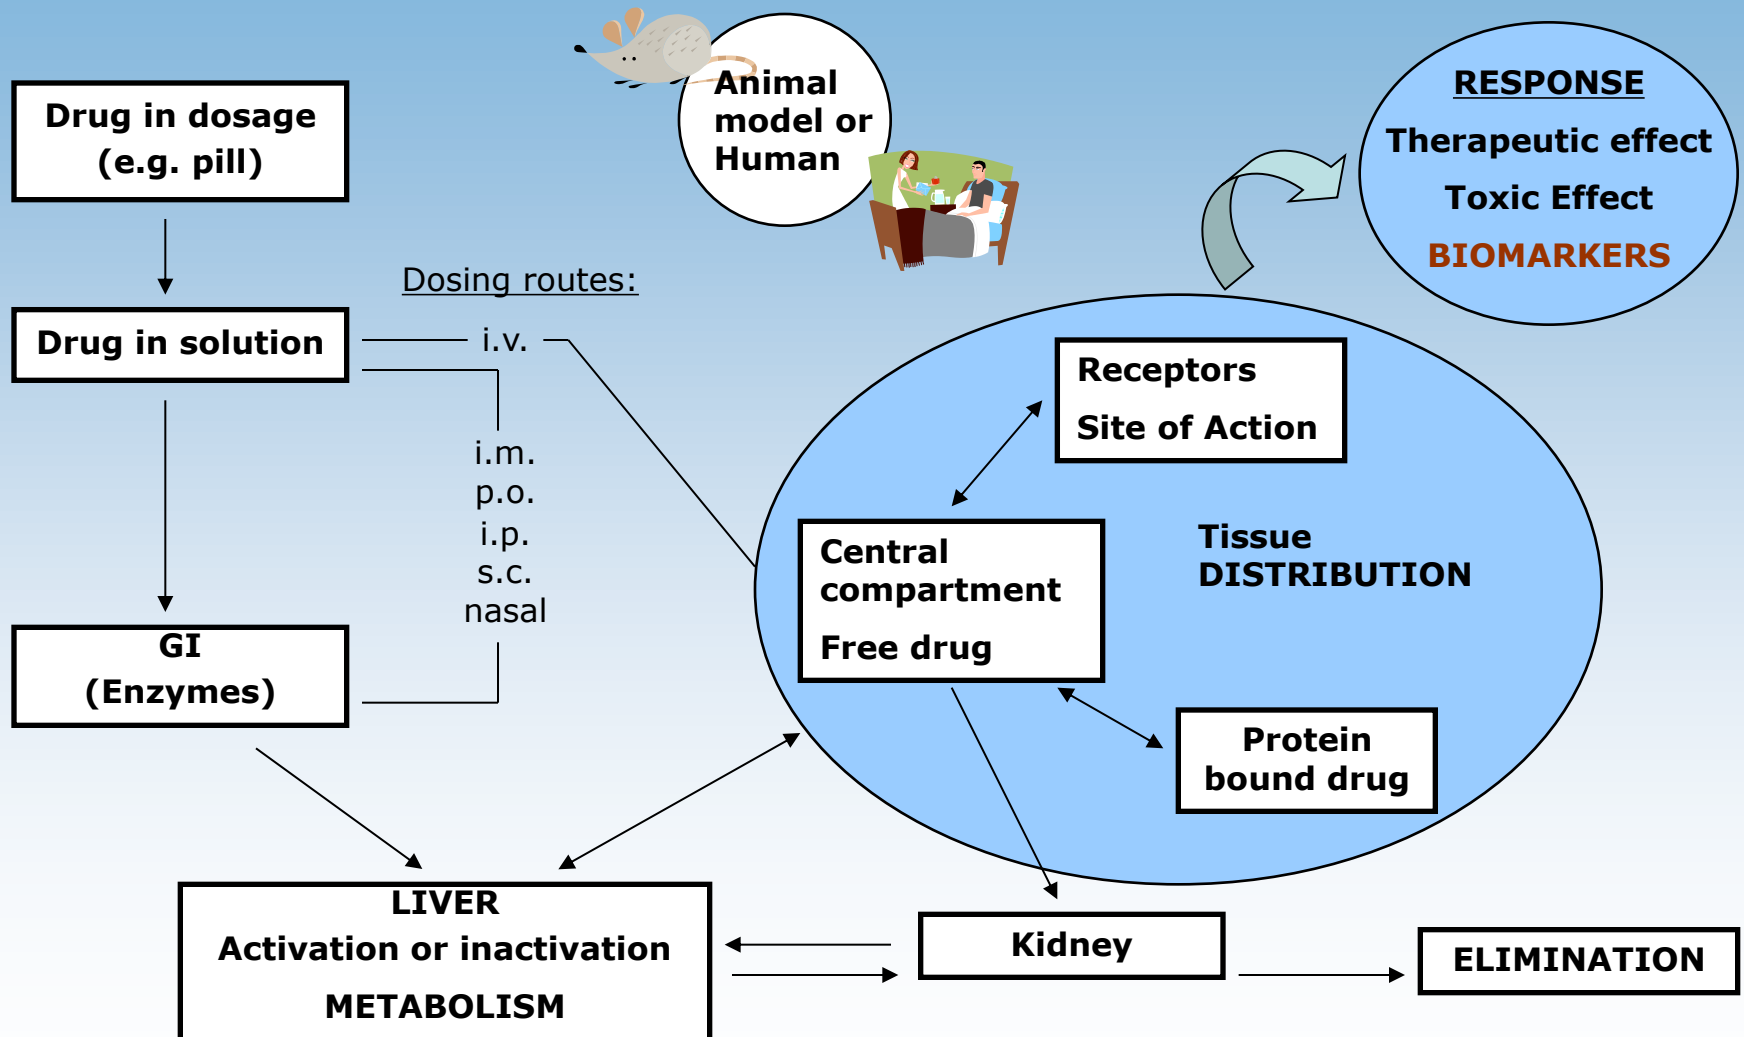 Animal
model or
Human
RESPONSE
Therapeutic effect
Toxic Effect
BIOMARKERS
Drug in dosage
(e.g. pill)
Dosing routes:
Drug in solution
i.v.
i.m.
p.o.
i.p.
s.c.
nasal
GI
(Enzymes)
Receptors
Site of Action
Central
compartment
Free drug
Tissue
DISTRIBUTION
Protein
bound drug
LIVER
Activation or inactivation
METABOLISM
Kidney
ELIMINATION